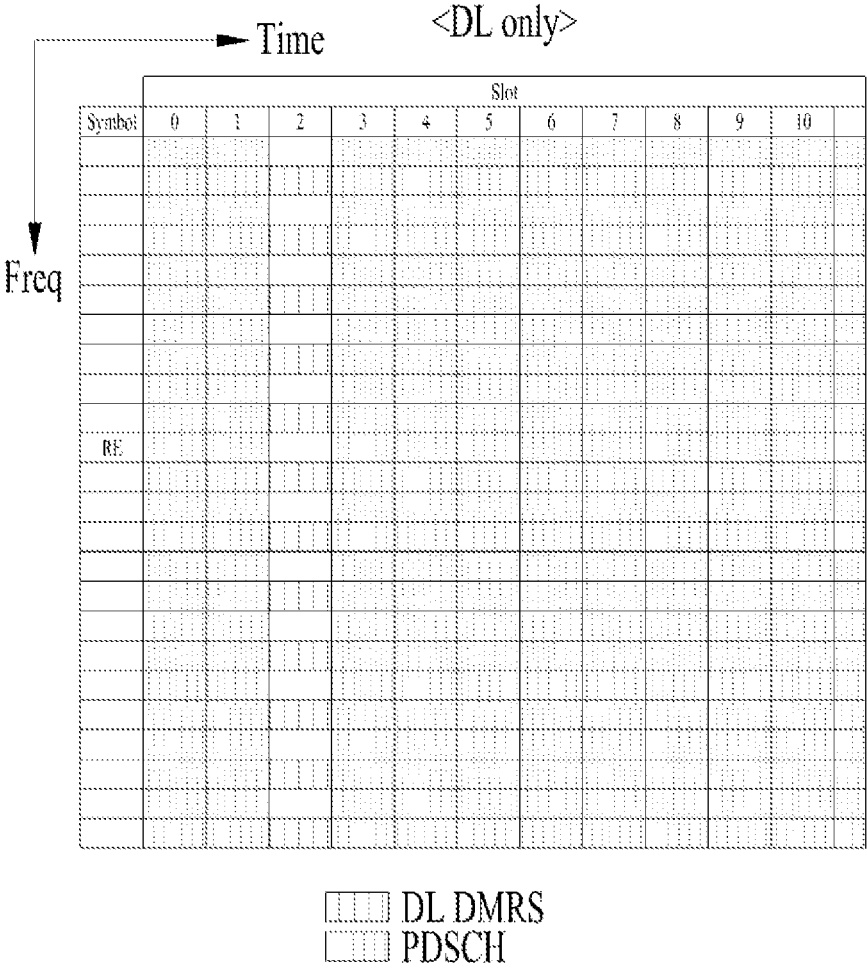 <DL only>
Time
Freq
Slot
Symbol 0 1 2 3 4 5 6 7 8 9 10
RE
DL DMRS
PDSCH